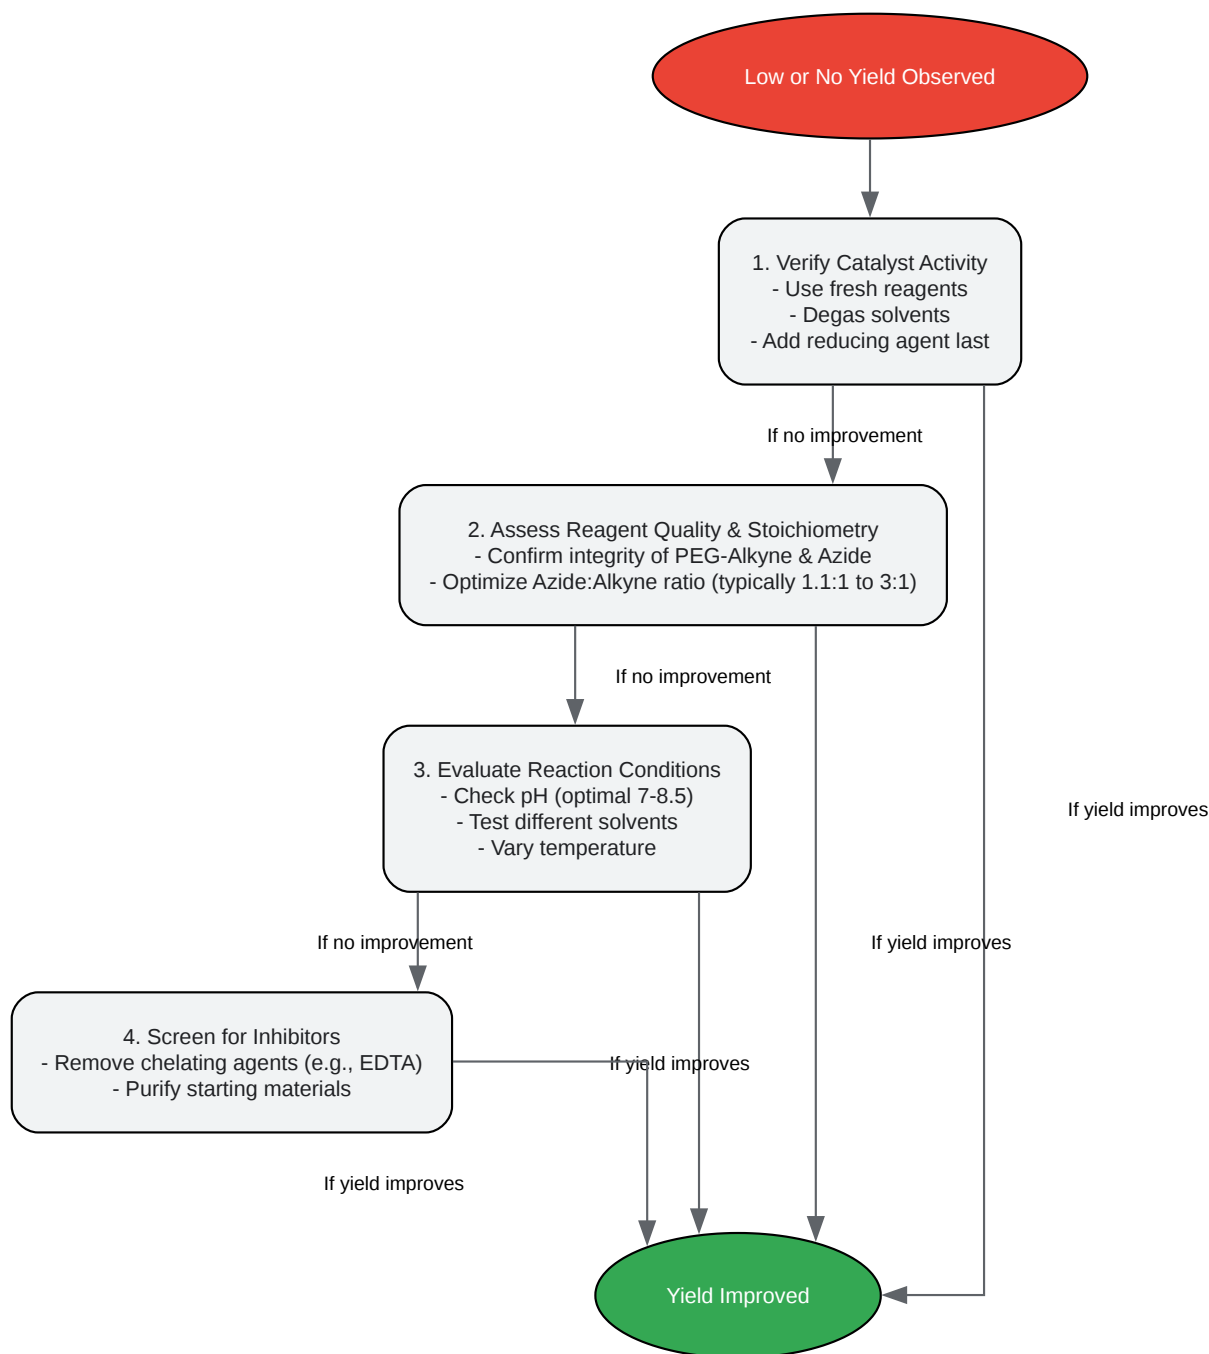 Low or No Yield Observed
1. Verify Catalyst Activity
- Use fresh reagents
- Degas solvents
- Add reducing agent last
If no improvement
2. Assess Reagent Quality & Stoichiometry
- Confirm integrity of PEG-Alkyne & Azide
- Optimize Azide:Alkyne ratio (typically 1.1:1 to 3:1)
If no improvement
3. Evaluate Reaction Conditions
- Check pH (optimal 7-8.5)
- Test different solvents
- Vary temperature
If yield improves
If no improvement
If yield improves
4. Screen for Inhibitors
- Remove chelating agents (e.g., EDTA)
- Purify starting materials
If yield improves
If yield improves
Yield Improved